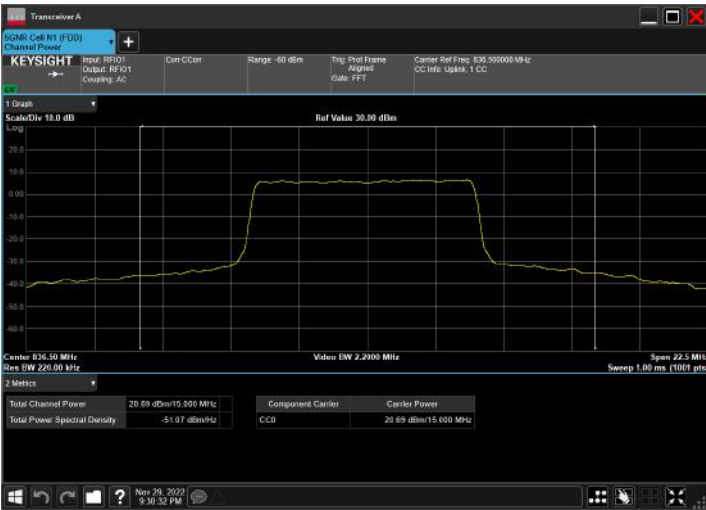 Transceiver A
5GNR Cell N1 (FDD)
Channel Power
KEYSIGHT
Input: RFIO1
Output: RFIO1
Coupling: AC
Corr CCorr
Range: -60 dBm
Trig: Prot Frame
Aligned
Gate: FFT
Carrier Ref Freq: 836.500000 MHz
CC Info: Uplink, 1 CC
1 Graph
Scale/Div 10.0 dB
Ref Value 30.00 dBm
Log
20.0
10.0
0.00
-10.0
-20.0
-30.0
-40.0
-50.0
-60.0
Center 836.50 MHz
Video BW 2.2000 MHz
Span 22.5 MH
Res BW 220.00 kHz
Sweep 1.00 ms (1001 pts
2 Metrics
Total Channel Power 20.69 dBm/15.000 MHz
Total Power Spectral Density -51.07 dBm/Hz
Component Carrier Carrier Power
CC0 20.69 dBm/15.000 MHz
?
Nov 29, 2022
9:30:32 PM